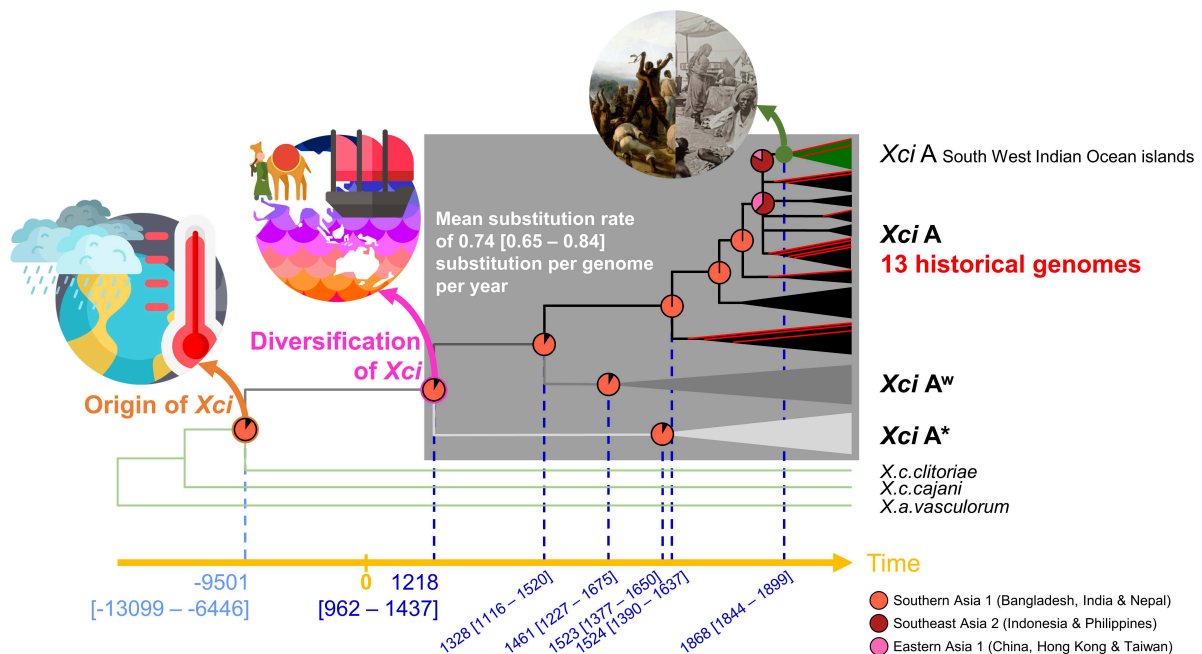 Xci A South West Indian Ocean islands
Mean substitution rate
of 0.74 [0.65 – 0.84]
substitution per genome
per year
Xci A
13 historical genomes
Diversification
of Xci
Origin of Xci
Xci Aʷ
Xci A*
X.c.clitoriae
X.c.cajani
X.a.vasculorum
Time
-9501
[-13099 – -6446]
0
1218
[962 – 1437]
1328 [1116 – 1520]
1461 [1227 – 1675]
1523 [1377 – 1650]
1524 [1390 – 1637]
1868 [1844 – 1899]
Southern Asia 1 (Bangladesh, India & Nepal)
Southeast Asia 2 (Indonesia & Philippines)
Eastern Asia 1 (China, Hong Kong & Taiwan)